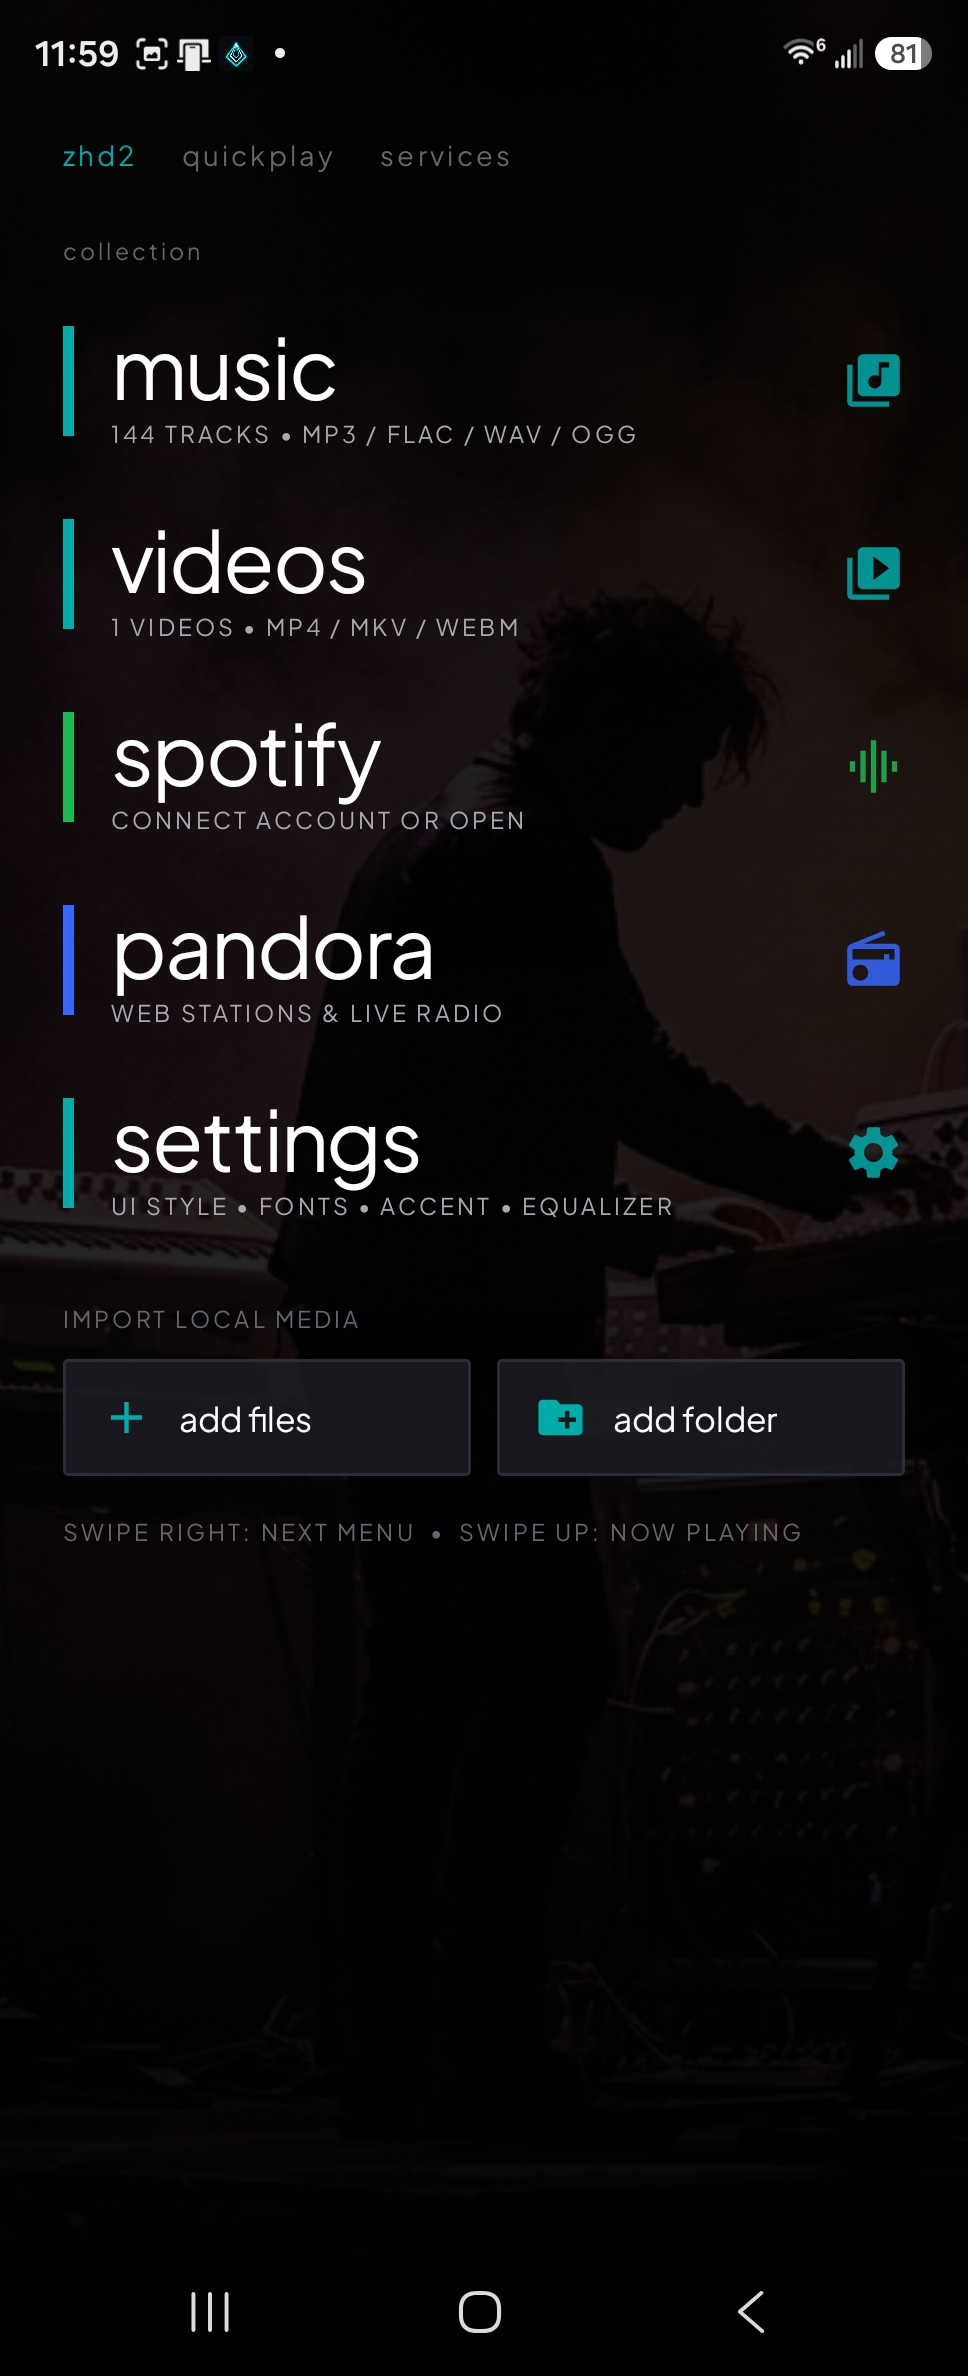 11:59
6
81
zhd2 quickplay services
collection
music
144 TRACKS • MP3 / FLAC / WAV / OGG
videos
1 VIDEOS • MP4 / MKV / WEBM
spotify
CONNECT ACCOUNT OR OPEN
pandora
WEB STATIONS & LIVE RADIO
settings
UI STYLE • FONTS • ACCENT • EQUALIZER
IMPORT LOCAL MEDIA
add files
add folder
SWIPE RIGHT: NEXT MENU • SWIPE UP: NOW PLAYING